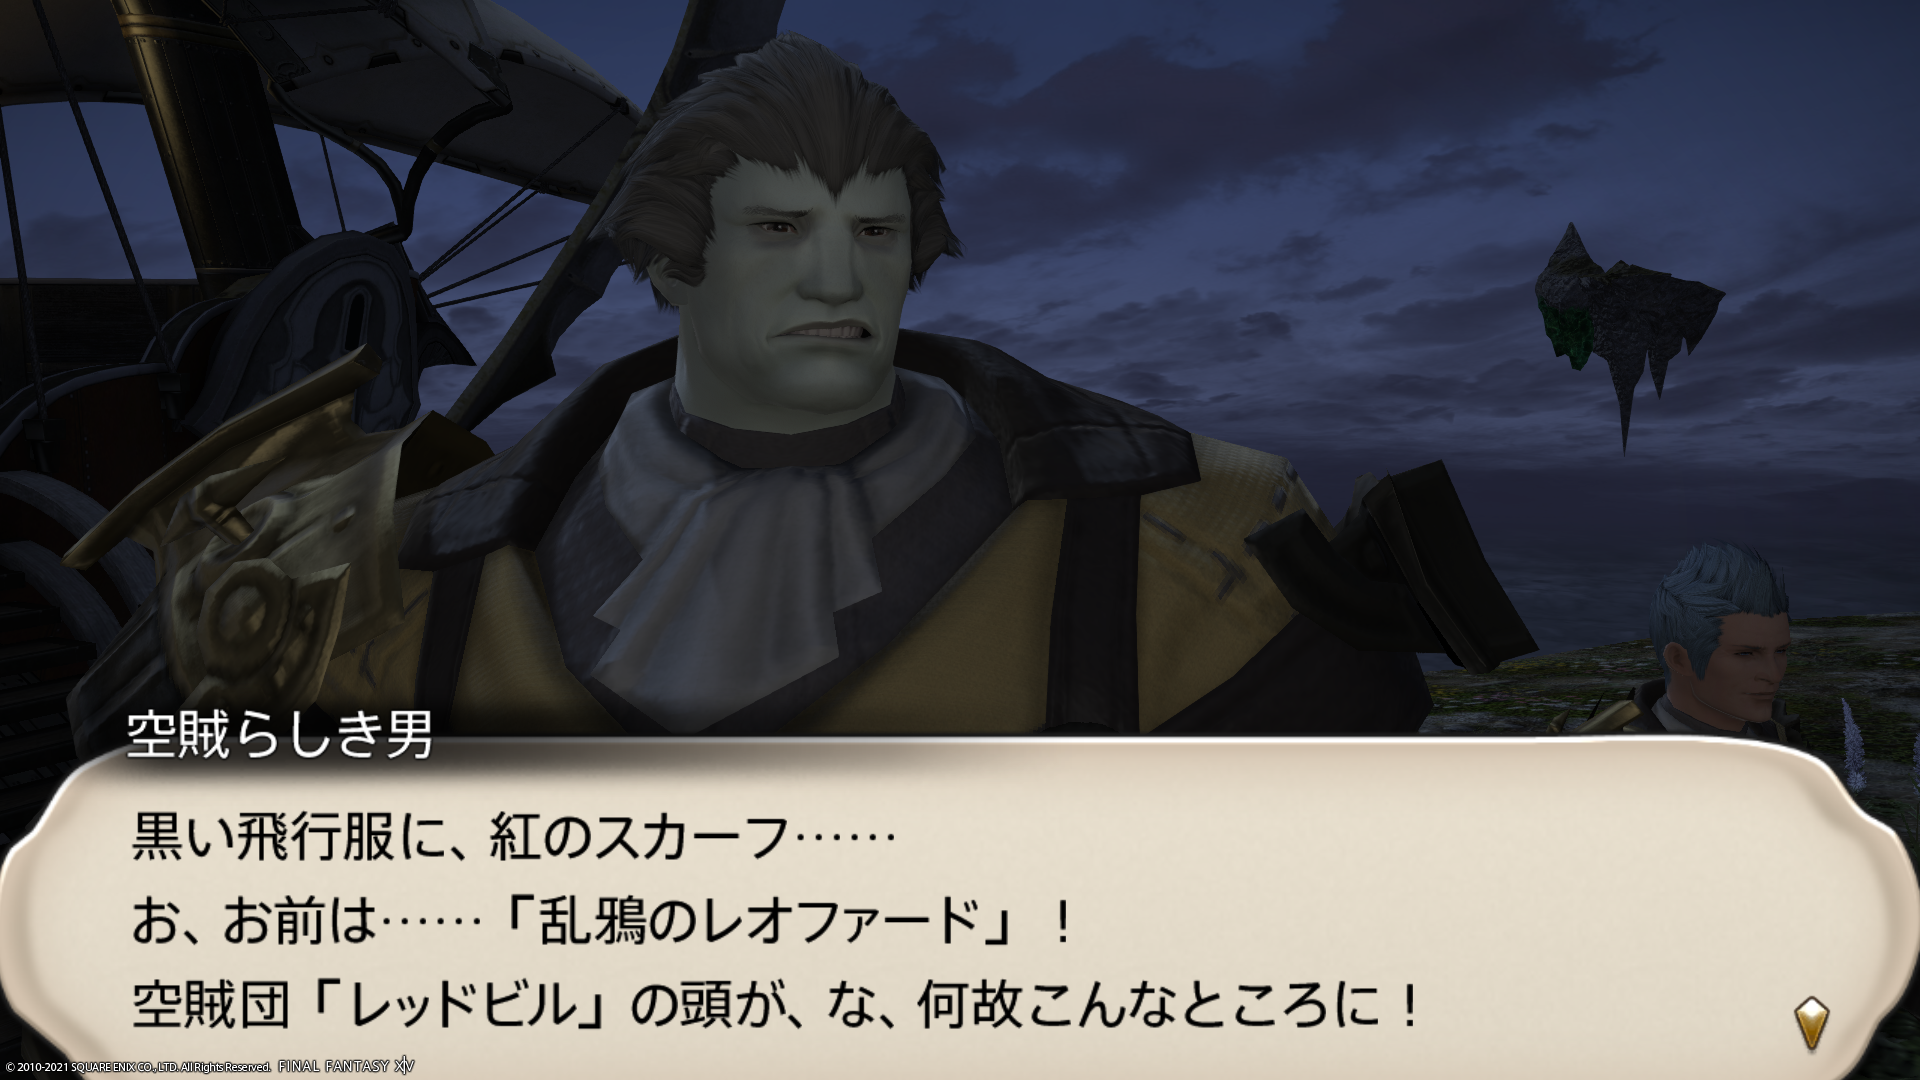 空賊らしき男
黒い飛行服に、紅のスカーフ……
お、お前は……「乱鴉のレオファード」！
空賊団「レッドビル」の頭が、な、何故こんなところに！
© 2010-2021 SQUARE ENIX CO., LTD. All Rights Reserved. FINAL FANTASY XIV